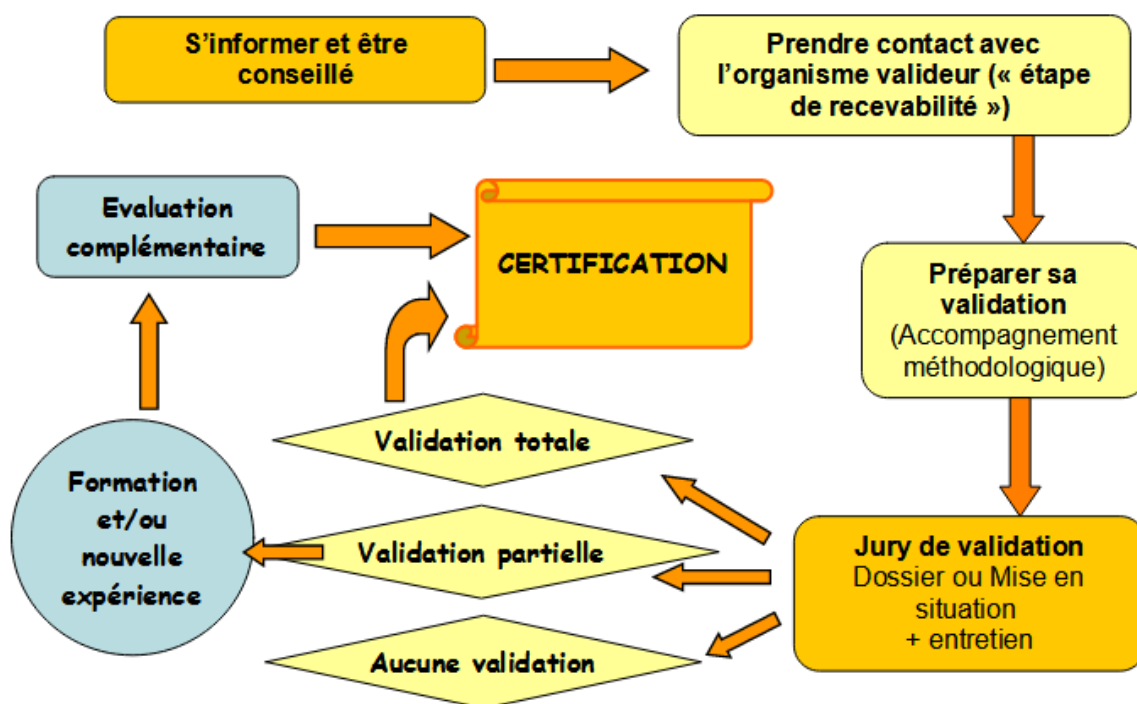 S’informer et être
conseillé
Prendre contact avec
l’organisme valideur (« étape
de recevabilité »)
Evaluation
complémentaire
CERTIFICATION
Préparer sa
validation
(Accompagnement
méthodologique)
Validation totale
Formation
et/ou
nouvelle
expérience
Validation partielle
Jury de validation
Dossier ou Mise en
situation
+ entretien
Aucune validation